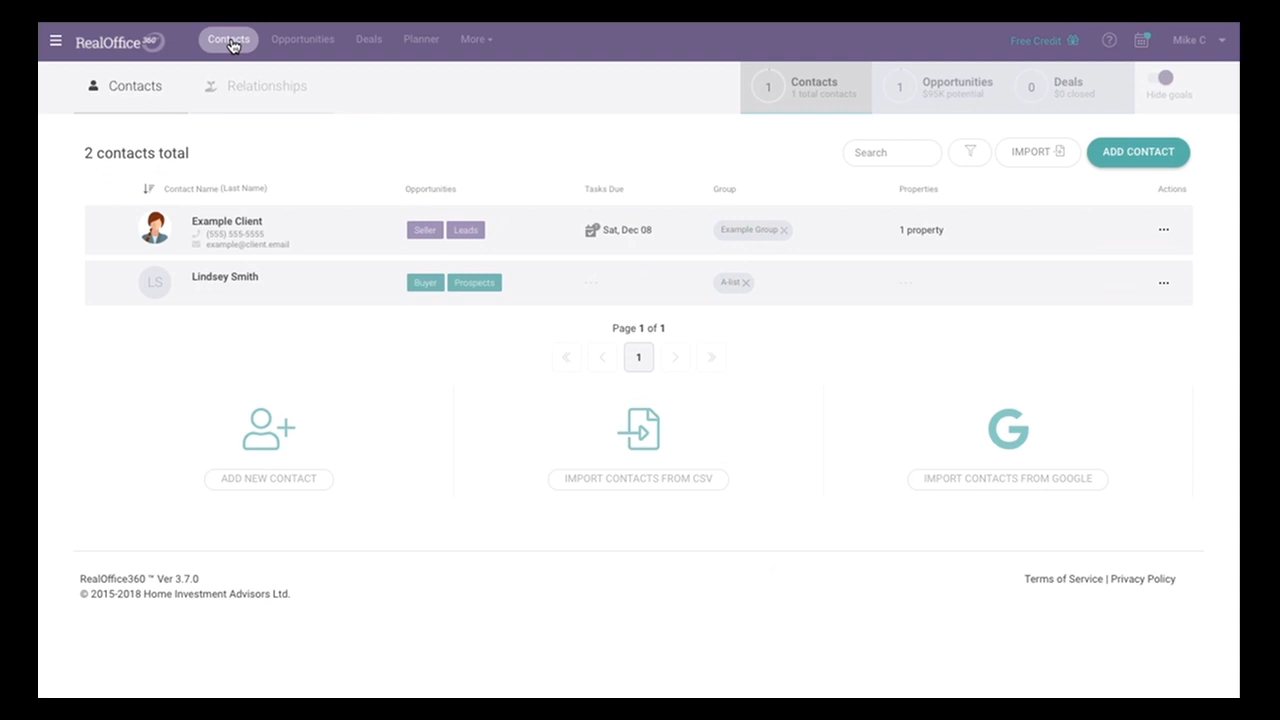 RealOffice360 Contacts Opportunities Deals Planner More Free Credit ? Mike C
Contacts Relationships
1 Contacts 1 Opportunities 0 Deals
1 total contacts $95K potential $0 closed Hide goals
2 contacts total Search IMPORT ADD CONTACT
Contact Name (Last Name) Opportunities Tasks Due Group Properties Actions
Example Client
(555) 555-5555
example@client.email
Seller Leads Sat, Dec 08 Example Group 1 property ...
LS Lindsey Smith
Buyer Prospects --- A-list --- ...
Page 1 of 1
1
ADD NEW CONTACT IMPORT CONTACTS FROM CSV IMPORT CONTACTS FROM GOOGLE
RealOffice360 ™ Ver 3.7.0
© 2015-2018 Home Investment Advisors Ltd.
Terms of Service | Privacy Policy